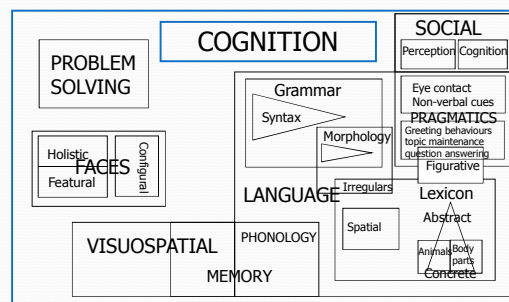 COGNITION
SOCIAL
Perception
Cognition
PROBLEM
SOLVING
Grammar
Syntax
Morphology
Eye contact
Non-verbal cues
PRAGMATICS
Greeting behaviours
topic maintenance
question answering
Figurative
Holistic
FACES
Featural
Configural
LANGUAGE
Irregulars
Lexicon
Abstract
Spatial
Animals
Body
parts
Concrete
VISUOSPATIAL
PHONOLOGY
MEMORY